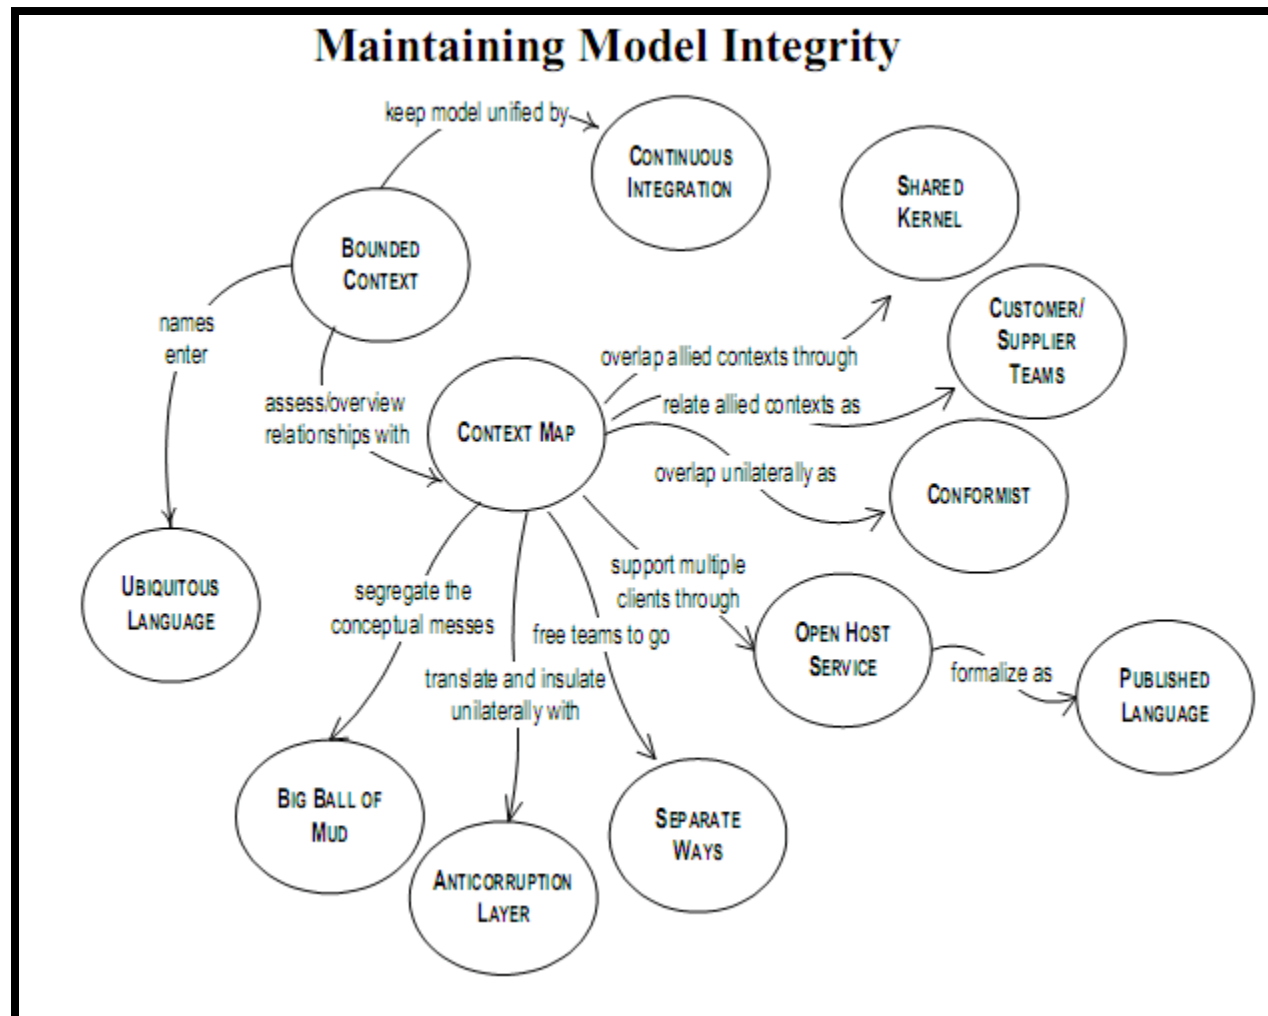 Maintaining Model Integrity
keep model unified by
CONTINUOUS
INTEGRATION
SHARED
KERNEL
BOUNDED
CONTEXT
names
enter
CUSTOMER/
SUPPLIER
TEAMS
overlap allied contexts through
assess/overview
relationships with
relate allied contexts as
CONTEXT MAP
overlap unilaterally as
CONFORMIST
support multiple
clients through
UBIQUITOUS
LANGUAGE
segregate the
conceptual messes
free teams to go
OPEN HOST
SERVICE
formalize as
PUBLISHED
LANGUAGE
translate and insulate
unilaterally with
BIG BALL OF
MUD
SEPARATE
WAYS
ANTICORRUPTION
LAYER